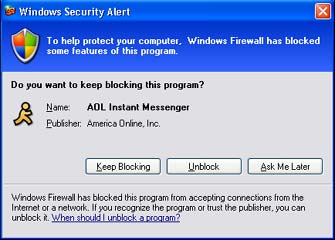 Windows Security Alert
To help protect your computer, Windows Firewall has blocked
some features of this program.
Do you want to keep blocking this program?
Name: AOL Instant Messenger
Publisher: America Online, Inc.
Keep Blocking Unblock Ask Me Later
Windows Firewall has blocked this program from accepting connections from the
Internet or a network. If you recognize the program or trust the publisher, you can
unblock it. When should I unblock a program?